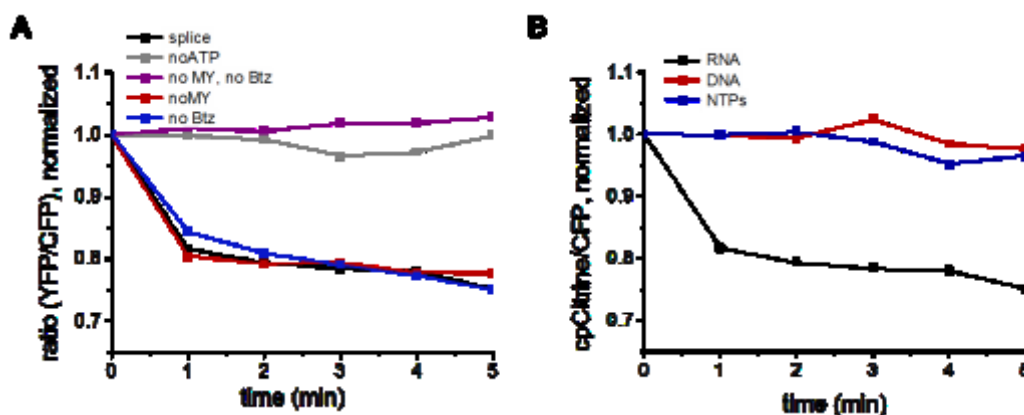 A
splice
noATP
no MY, no Btz
noMY
no Btz
ratio (YFP/CFP), normalized
1.1
1.0
0.9
0.8
0.7
0
1
2
3
4
5
time (min)
B
RNA
DNA
NTPs
cpCitrine/CFP, normalized
1.1
1.0
0.9
0.8
0.7
0
1
2
3
4
5
time (min)